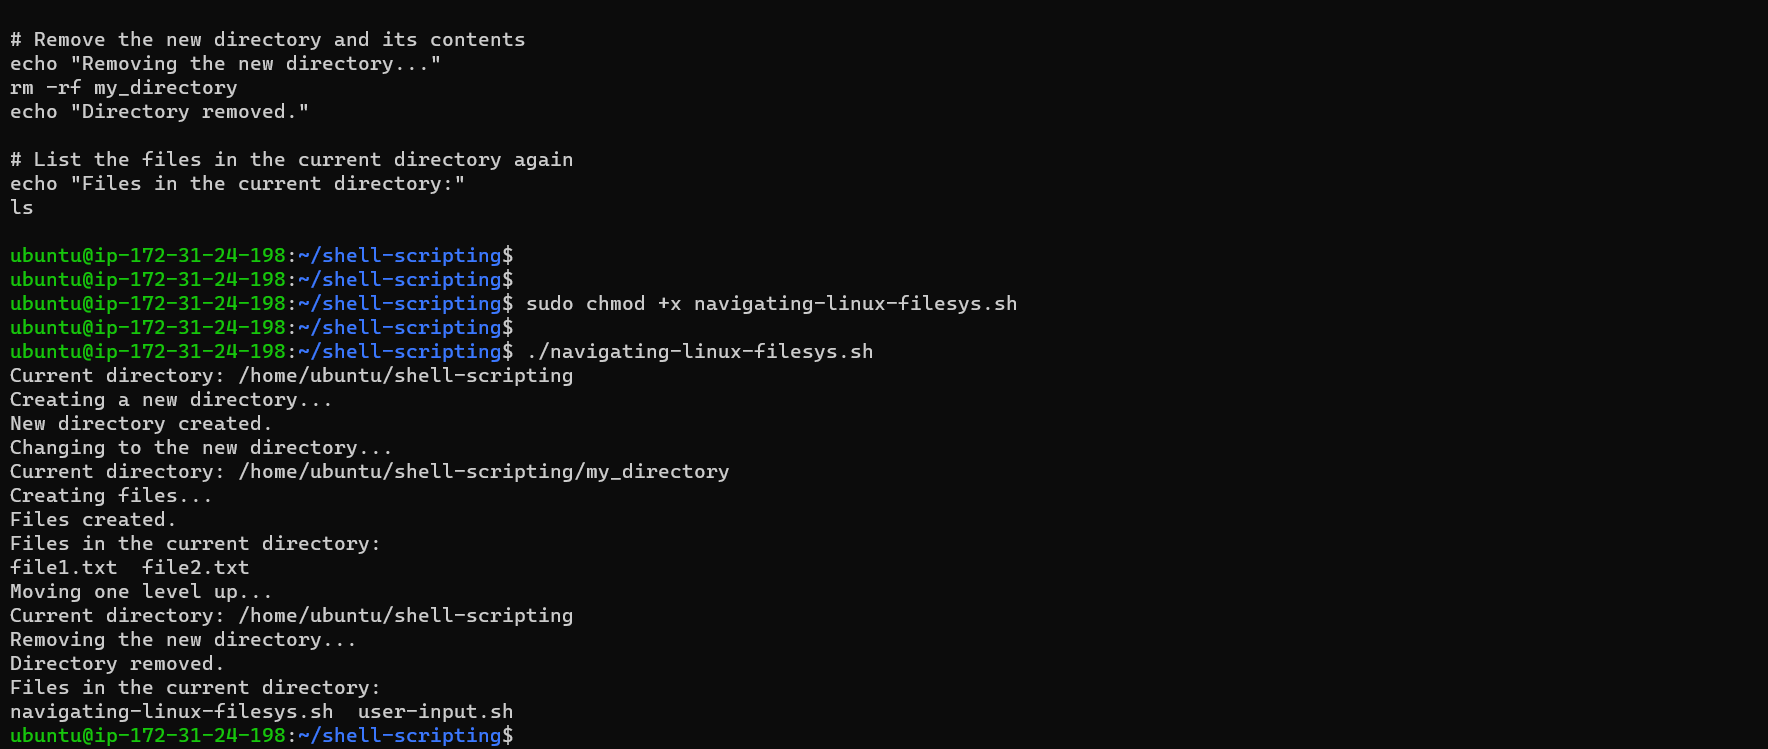 # Remove the new directory and its contents
echo "Removing the new directory..."
rm -rf my_directory
echo "Directory removed."
# List the files in the current directory again
echo "Files in the current directory:"
ls
ubuntu@ip-172-31-24-198:~/shell-scripting$
ubuntu@ip-172-31-24-198:~/shell-scripting$
ubuntu@ip-172-31-24-198:~/shell-scripting$ sudo chmod +x navigating-linux-filesys.sh
ubuntu@ip-172-31-24-198:~/shell-scripting$
ubuntu@ip-172-31-24-198:~/shell-scripting$ ./navigating-linux-filesys.sh
Current directory: /home/ubuntu/shell-scripting
Creating a new directory...
New directory created.
Changing to the new directory...
Current directory: /home/ubuntu/shell-scripting/my_directory
Creating files...
Files created.
Files in the current directory:
file1.txt  file2.txt
Moving one level up...
Current directory: /home/ubuntu/shell-scripting
Removing the new directory...
Directory removed.
Files in the current directory:
navigating-linux-filesys.sh  user-input.sh
ubuntu@ip-172-31-24-198:~/shell-scripting$